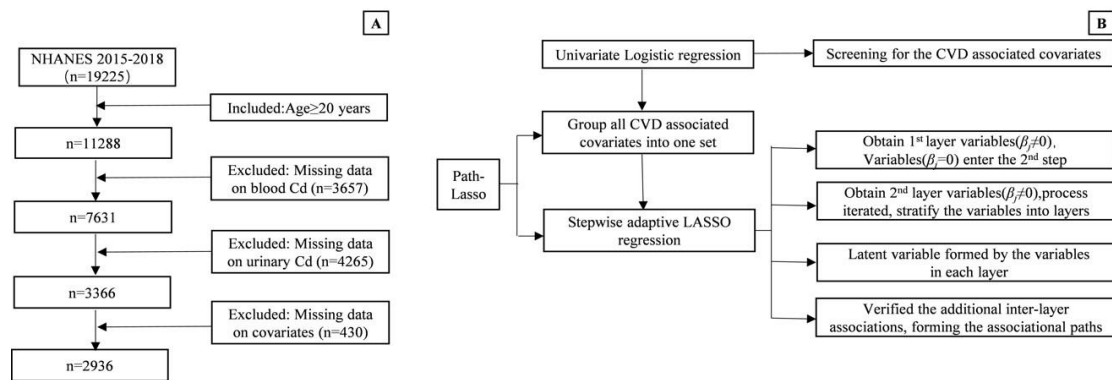 A
NHANES 2015-2018
(n=19225)
Included:Age≥20 years
n=11288
Excluded: Missing data
on blood Cd (n=3657)
n=7631
Excluded: Missing data
on urinary Cd (n=4265)
n=3366
Excluded: Missing data
on covariates (n=430)
n=2936
B
Univariate Logistic regression
Screening for the CVD associated covariates
Group all CVD associated
covariates into one set
Path-
Lasso
Stepwise adaptive LASSO
regression
Obtain 1st layer variables(βj≠0),
Variables(βj=0) enter the 2nd step
Obtain 2nd layer variables(βj≠0),process
iterated, stratify the variables into layers
Latent variable formed by the variables
in each layer
Verified the additional inter-layer
associations, forming the associational paths